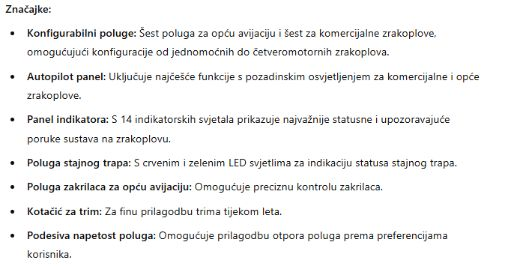 Značajke:
• Konfigurabilni poluge: Šest poluga za opću avijaciju i šest za komercijalne zrakoplove,
omogućujući konfiguracije od jednomoćnih do četveromotornih zrakoplova.
• Autopilot panel: Uključuje najčešće funkcije s pozadinskim osvjetljenjem za komercijalne i opće
zrakoplove.
• Panel indikatora: S 14 indikatorskih svjetala prikazuje najvažnije statusne i upozoravajuće
poruke sustava na zrakoplovu.
• Poluga stajnog trapa: S crvenim i zelenim LED svjetlima za indikaciju statusa stajnog trapa.
• Poluga zakrilaca za opću avijaciju: Omogućuje preciznu kontrolu zakrilaca.
• Kotačić za trim: Za finu prilagodbu trima tijekom leta.
• Podesiva napetost poluga: Omogućuje prilagodbu otpora poluga prema preferencijama
korisnika.